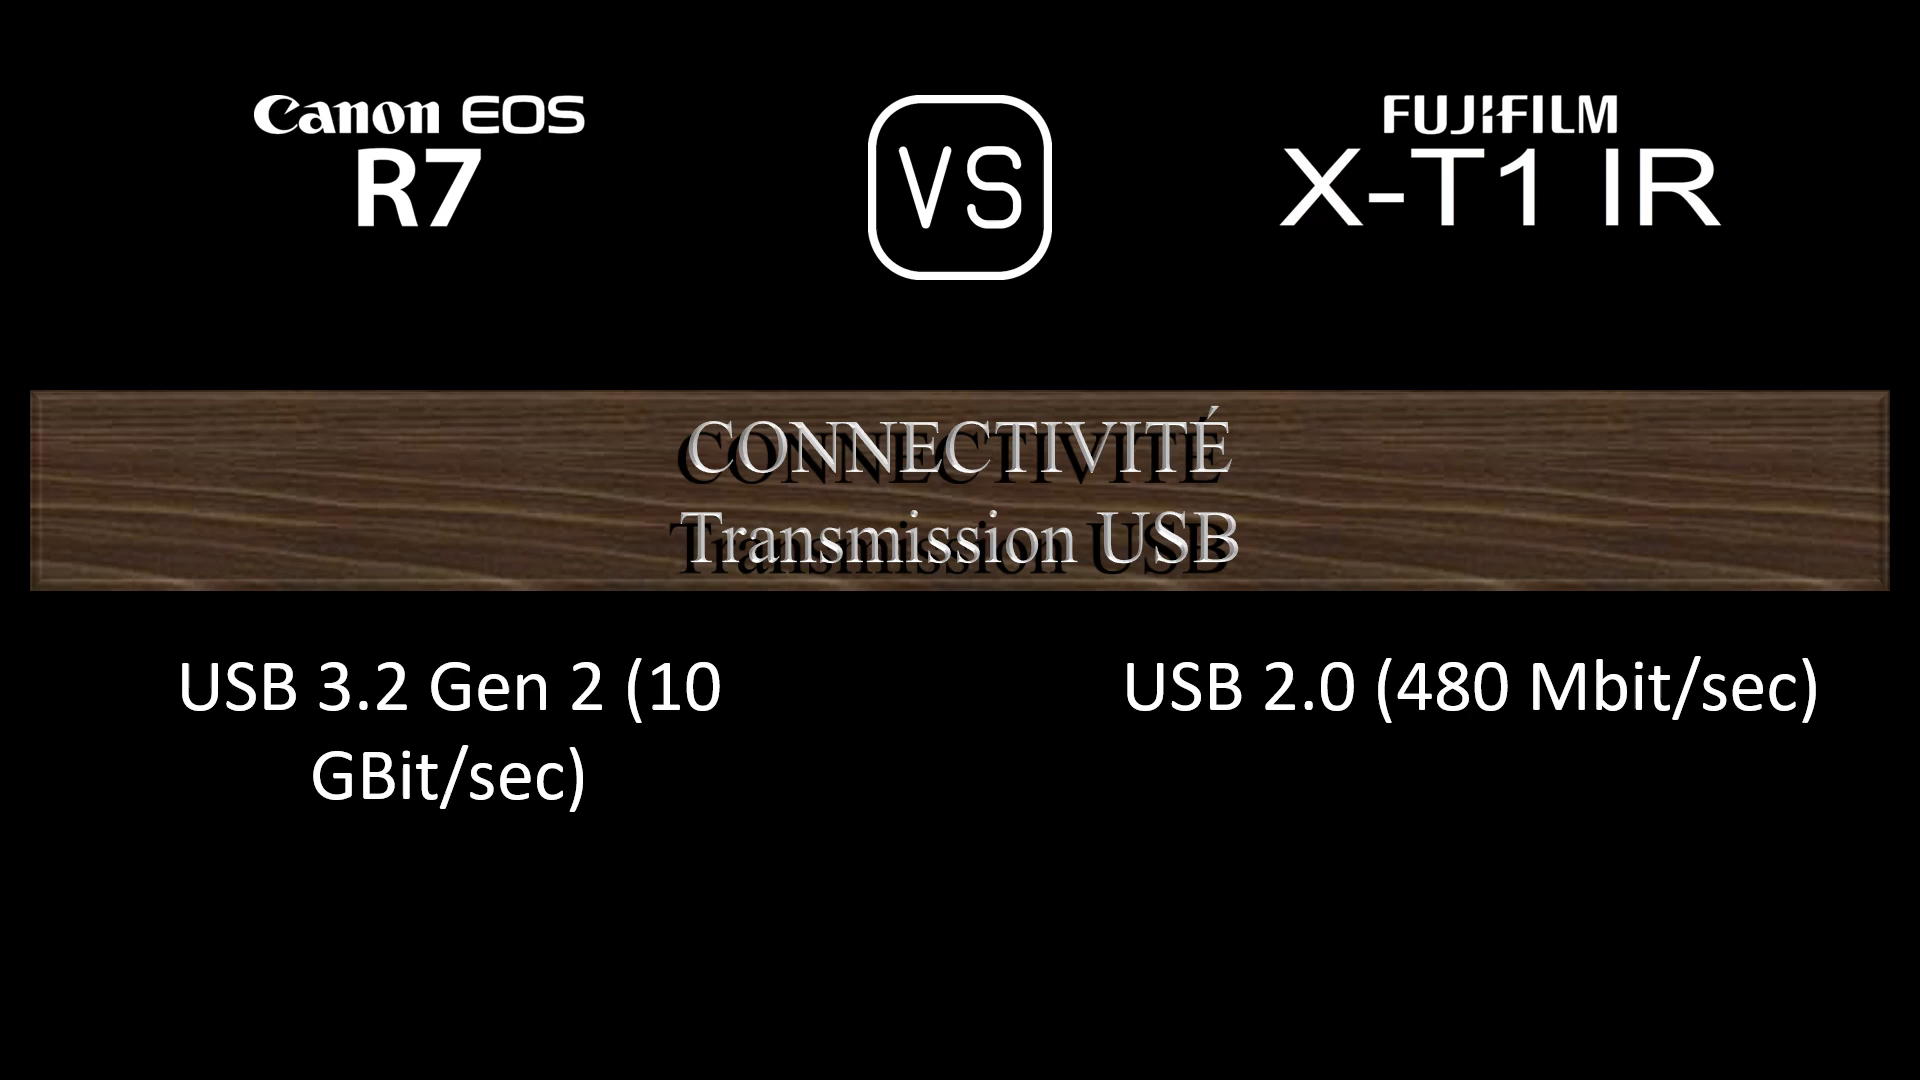 Canon EOS
R7
VS
FUJIFILM
X-T1 IR
CONNECTIVITÉ
Transmission USB
USB 3.2 Gen 2 (10
GBit/sec)
USB 2.0 (480 Mbit/sec)